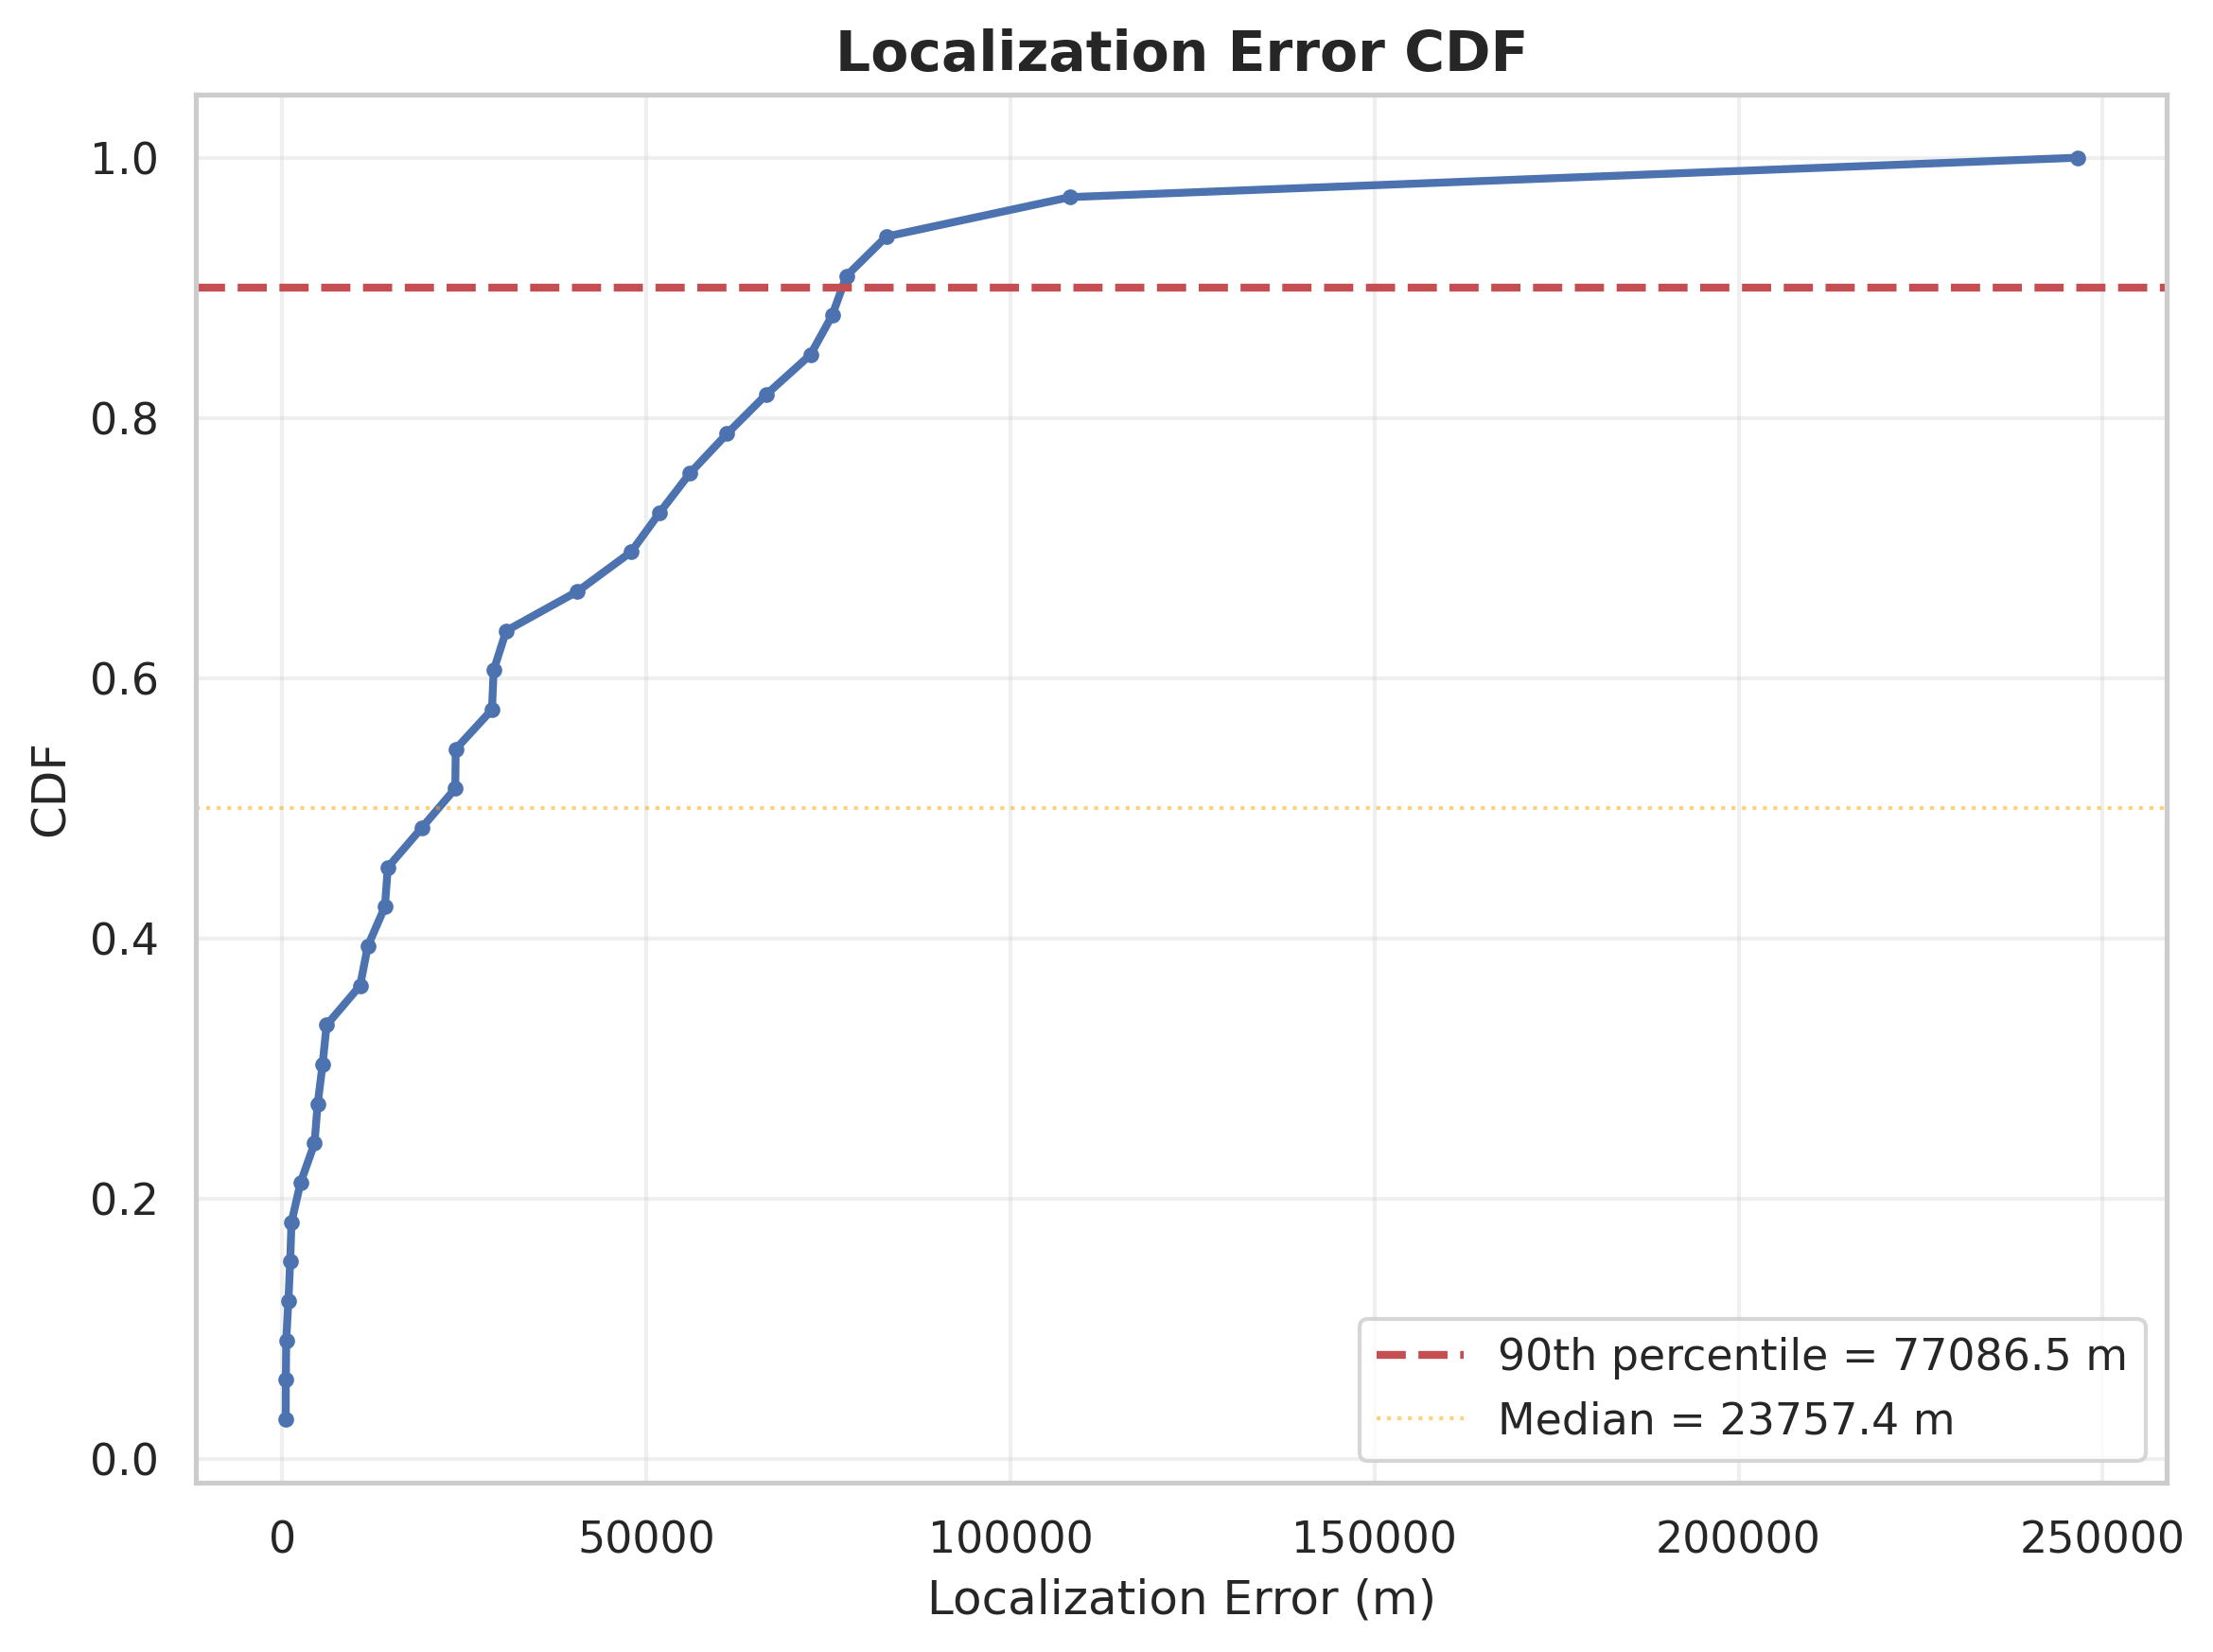 Localization Error CDF
CDF
1.0
0.8
0.6
0.4
0.2
0.0
90th percentile = 77086.5 m
Median = 23757.4 m
0 50000 100000 150000 200000 250000
Localization Error (m)